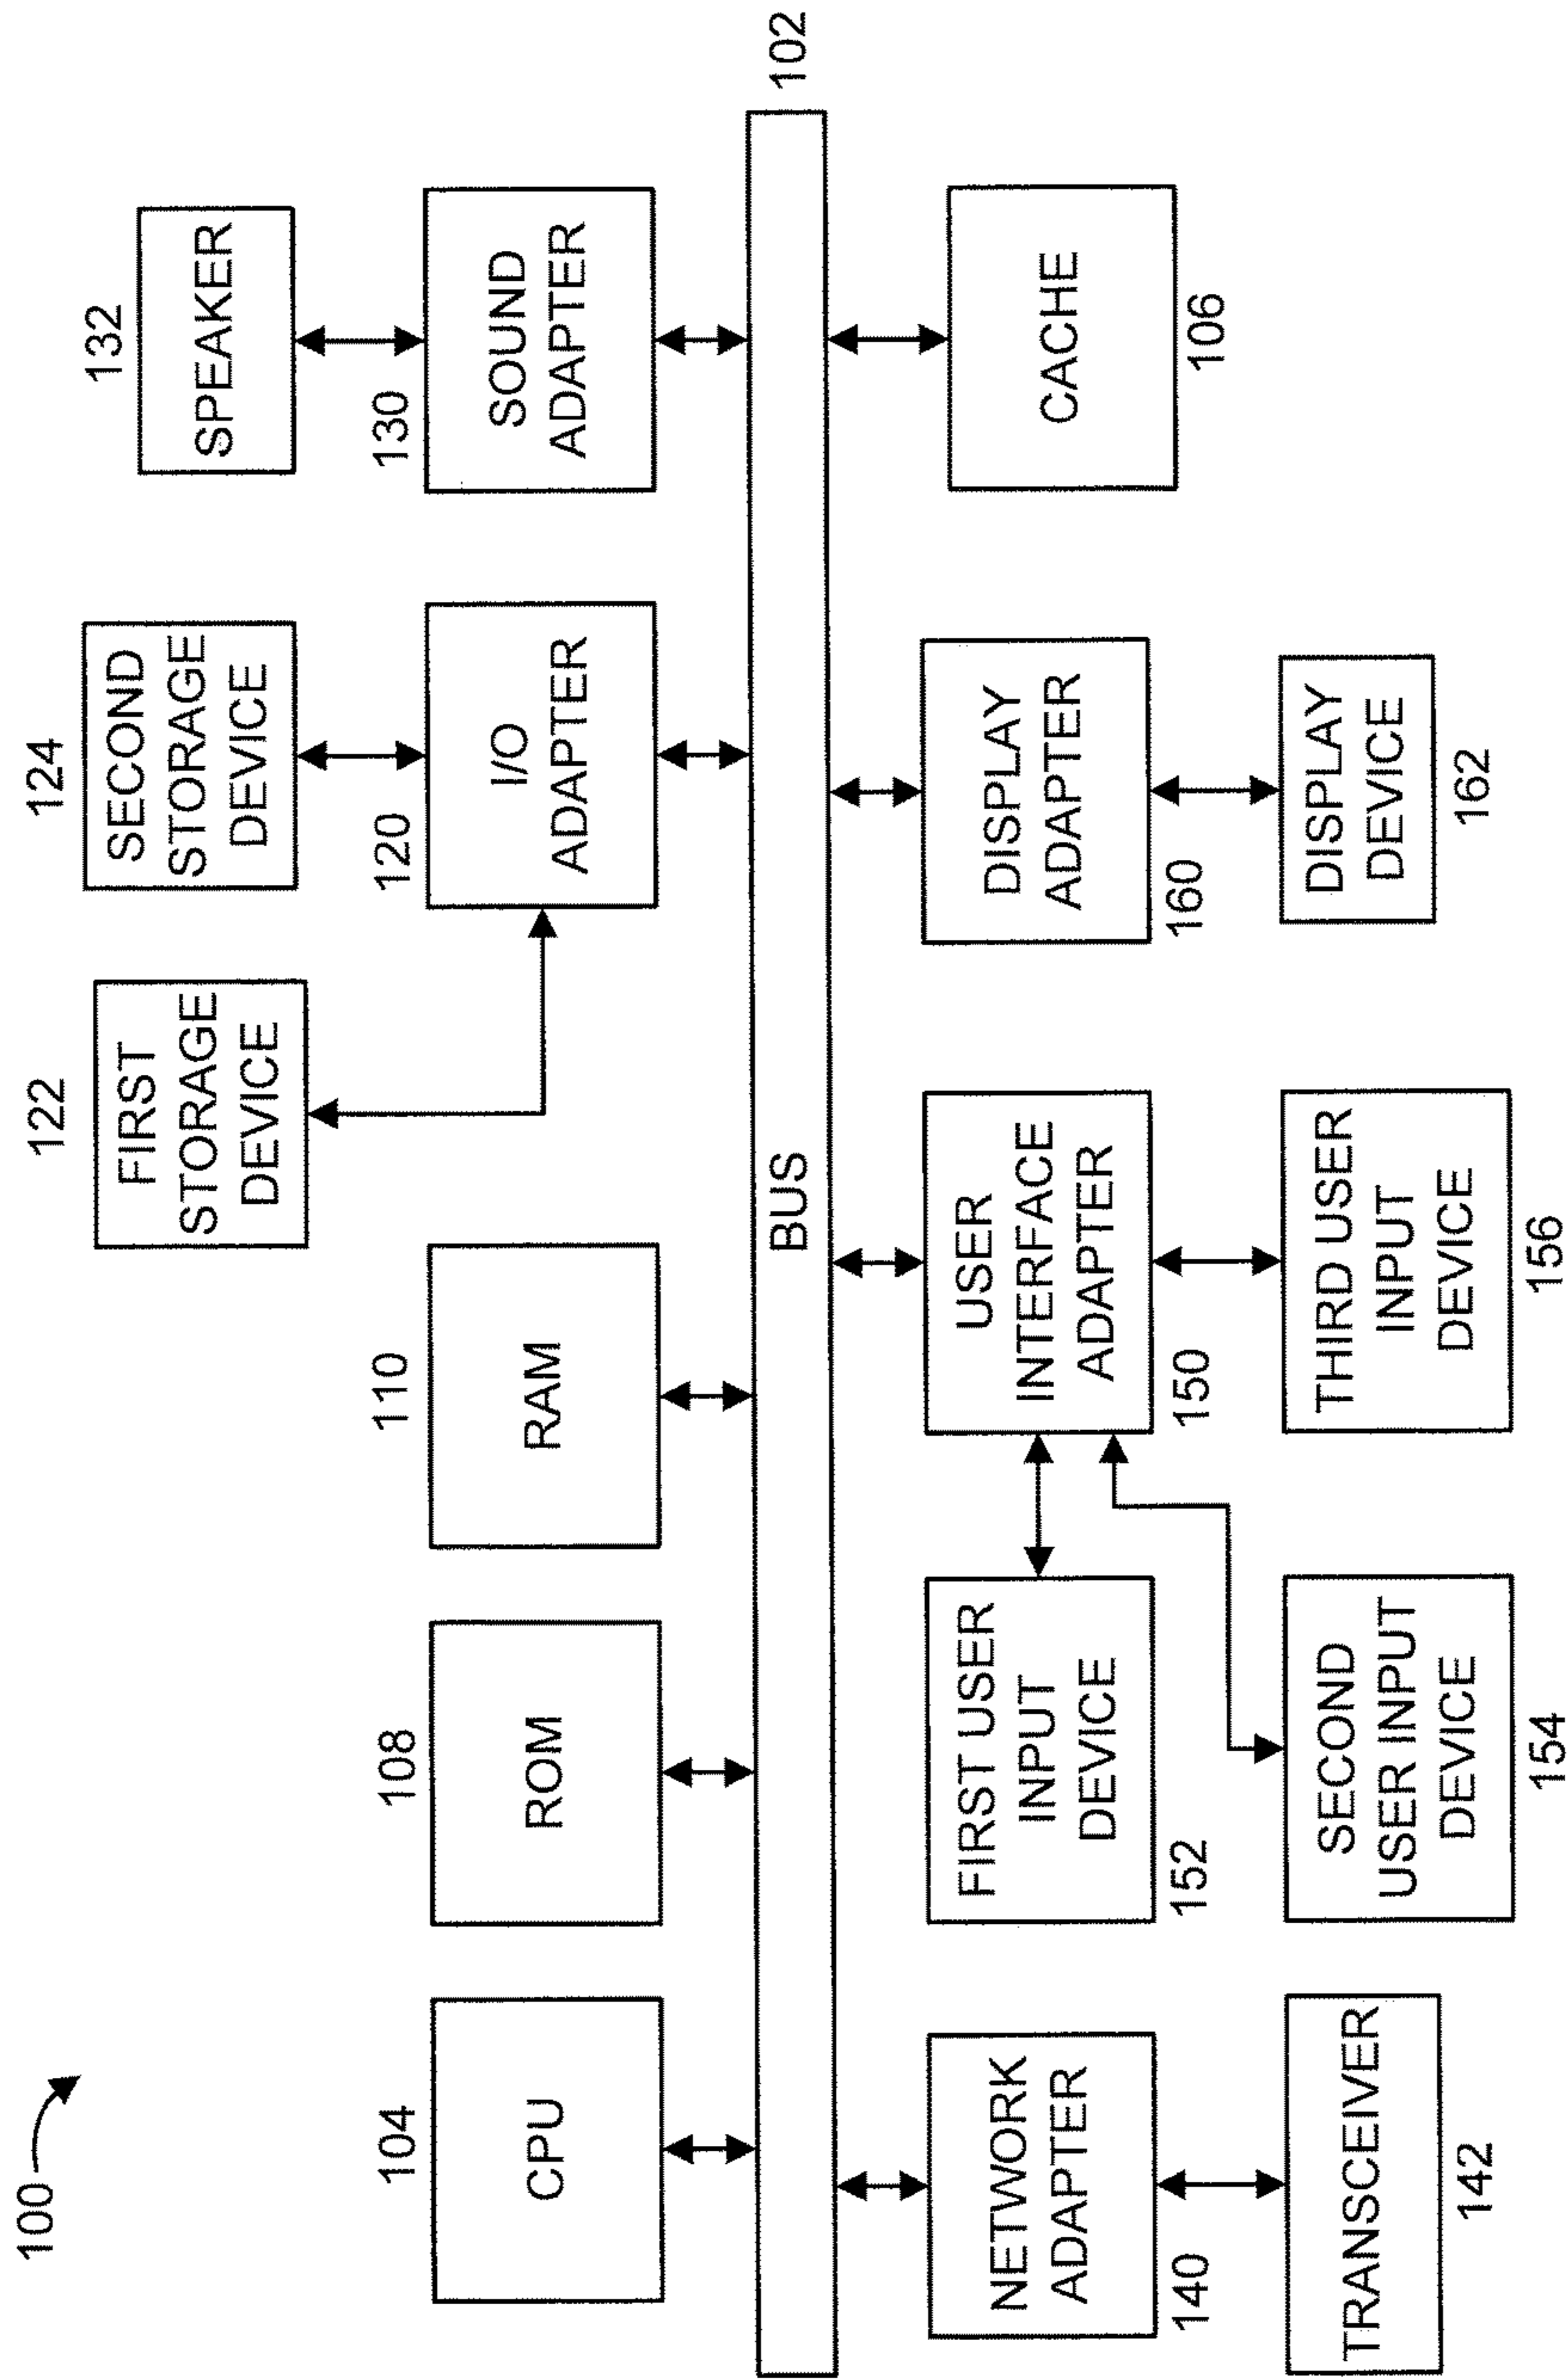 100
122
FIRST
STORAGE
DEVICE
124
SECOND
STORAGE
DEVICE
132
SPEAKER
104
CPU
108
ROM
110
RAM
120
I/O
ADAPTER
130
SOUND
ADAPTER
BUS
102
NETWORK
ADAPTER
140
FIRST USER
INPUT
DEVICE
152
USER
INTERFACE
ADAPTER
150
DISPLAY
ADAPTER
160
CACHE
106
TRANSCEIVER
142
SECOND
USER INPUT
DEVICE
154
THIRD USER
INPUT
DEVICE
156
DISPLAY
DEVICE
162